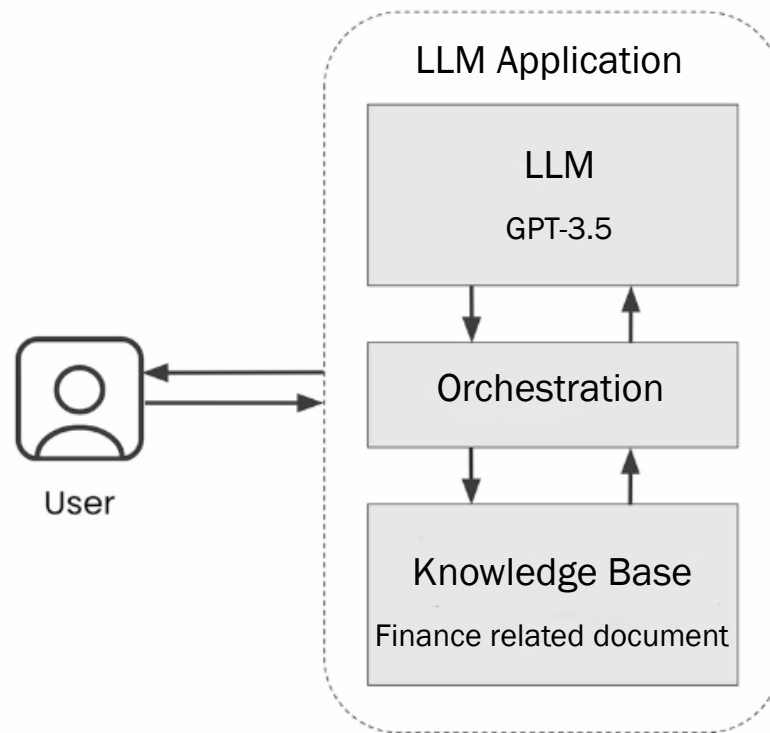 LLM Application
LLM
GPT-3.5
Orchestration
User
Knowledge Base
Finance related document